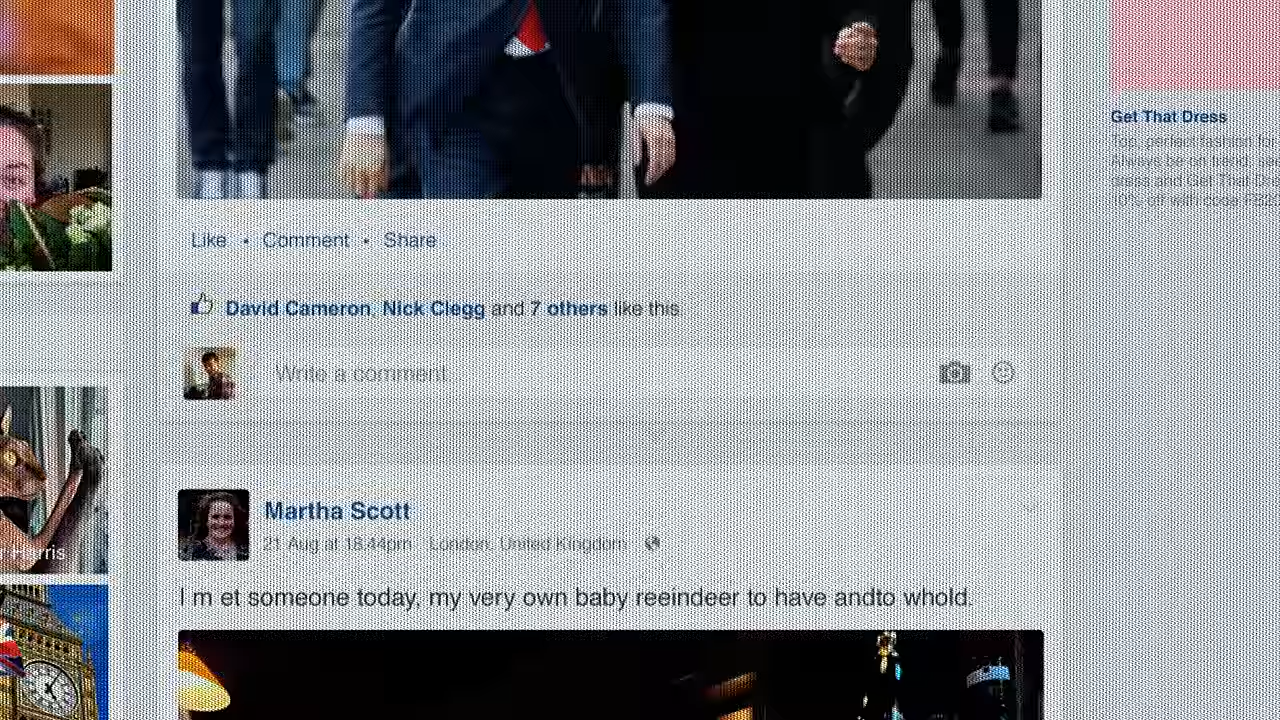 Get That Dress
Like • Comment • Share
David Cameron, Nick Clegg and 7 others like this
Write a comment
Martha Scott
21 Aug at 18:44pm London, United Kingdom
Harris
I m et someone today, my very own baby reeindeer to have andto whold.